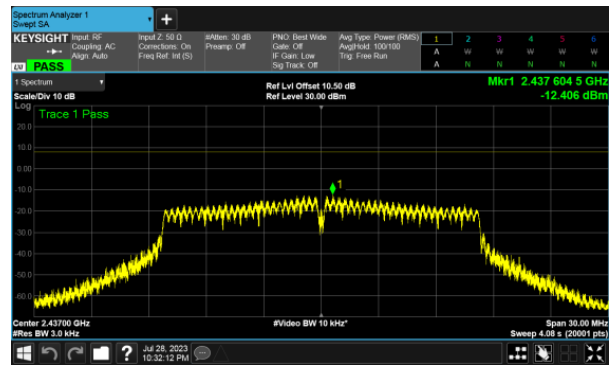 Spectrum Analyzer 1
Swept SA
+
KEYSIGHT Input: RF Input Z: 50 Ω #Atten: 30 dB PNO: Best Wide Avg Type: Power (RMS) 1 2 3 4 5 6
Coupling: AC Corrections: On Preamp: Off Gate: Off Avg|Hold: 100/100 A W W W W W
Align: Auto Freq Ref: Int (S) IF Gain: Low Trig: Free Run
LXI PASS Sig Track: Off A N N N N N
1 Spectrum Ref Lvl Offset 10.50 dB Mkr1 2.437 604 5 GHz
Scale/Div 10 dB Ref Level 30.00 dBm -12.406 dBm
Log
Trace 1 Pass
20.0
10.0
0.00
1
-10.0
-20.0
-30.0
-40.0
-50.0
-60.0
Center 2.43700 GHz #Video BW 10 kHz* Span 30.00 MHz
#Res BW 3.0 kHz Sweep 4.08 s (20001 pts)
? Jul 28, 2023
10:32:12 PM